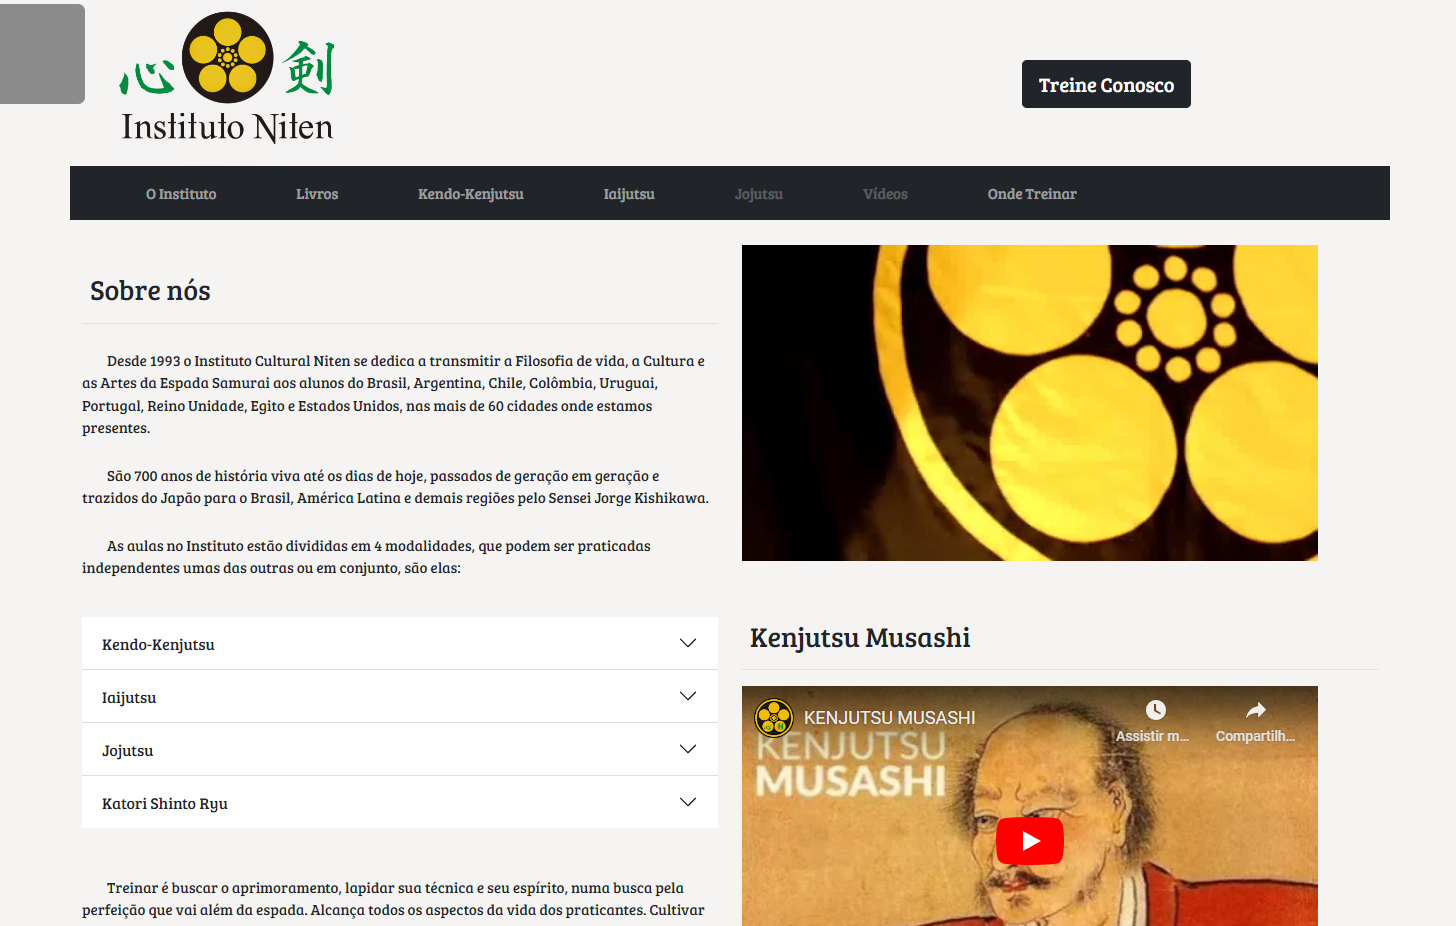 心 剣
Instituto Niten
Treine Conosco
O Instituto Livros Kendo-Kenjutsu Iaijutsu Jojutsu Vídeos Onde Treinar
Sobre nós
Desde 1993 o Instituto Cultural Niten se dedica a transmitir a Filosofia de vida, a Cultura e
as Artes da Espada Samurai aos alunos do Brasil, Argentina, Chile, Colômbia, Uruguai,
Portugal, Reino Unidade, Egito e Estados Unidos, nas mais de 60 cidades onde estamos
presentes.
São 700 anos de história viva até os dias de hoje, passados de geração em geração e
trazidos do Japão para o Brasil, América Latina e demais regiões pelo Sensei Jorge Kishikawa.
As aulas no Instituto estão divididas em 4 modalidades, que podem ser praticadas
independentes umas das outras ou em conjunto, são elas:
Kendo-Kenjutsu
Iaijutsu
Jojutsu
Katori Shinto Ryu
Treinar é buscar o aprimoramento, lapidar sua técnica e seu espírito, numa busca pela
perfeição que vai além da espada. Alcança todos os aspectos da vida dos praticantes. Cultivar
Kenjutsu Musashi
KENJUTSU MUSASHI
Assistir m... Compartilh...
KENJUTSU
MUSASHI